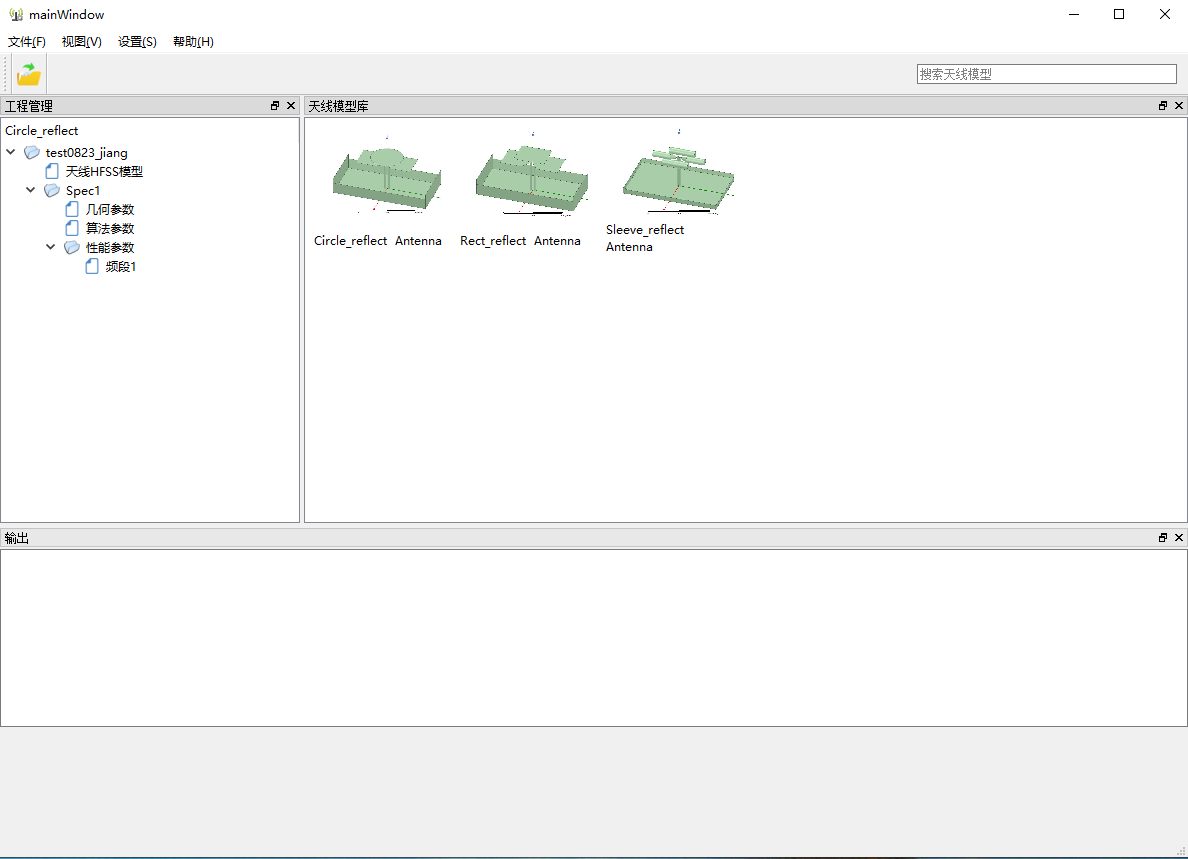 mainWindow
文件(F) 视图(V) 设置(S) 帮助(H)
搜索天线模型
工程管理
Circle_reflect
test0823_jiang
天线HFSS模型
Spec1
几何参数
算法参数
性能参数
频段1
天线模型库
Circle_reflect Antenna
Rect_reflect Antenna
Sleeve_reflect
Antenna
输出